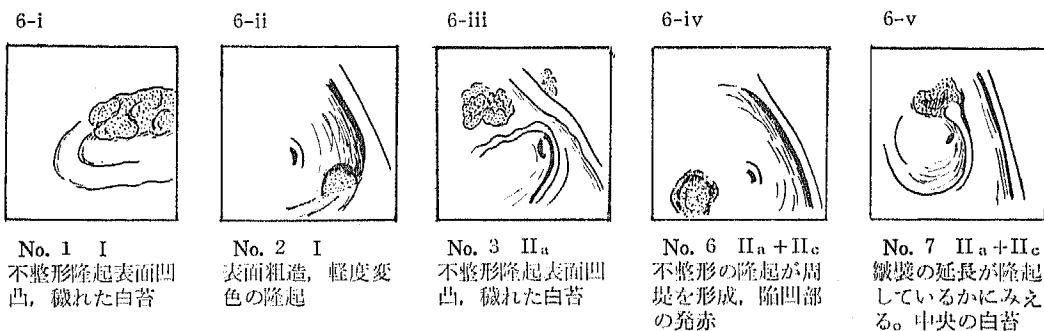 6-i
6-ii
6-iii
6-iv
6-v
No. 1 I
不整形隆起表面凹
凸，穢れた白苔
No. 2 I
表面粗造，軽度変
色の隆起
No. 3 IIa
不整形隆起表面凹
凸，穢れた白苔
No. 6 IIa+IIc
不整形の隆起が周
堤を形成，陥凹部
の発赤
No. 7 IIa+IIc
皺襞の延長が隆起
しているかにみえ
る。中央の白苔